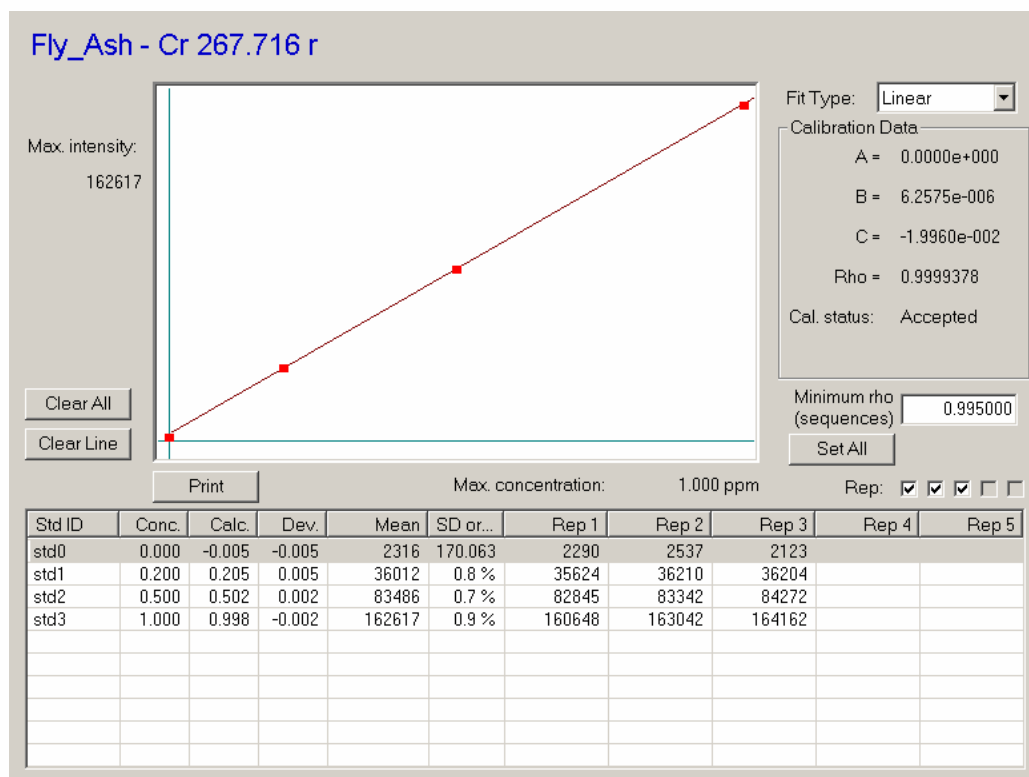 Fly_Ash - Cr 267.716 r
Max. intensity:
162617
Fit Type: Linear
Calibration Data
A = 0.0000e+000
B = 6.2575e-006
C = -1.9960e-002
Rho = 0.9999378
Cal. status: Accepted
Clear All
Clear Line
Minimum rho
(sequences) 0.995000
Set All
Print Max. concentration: 1.000 ppm Rep:
Std ID Conc. Calc. Dev. Mean SD or... Rep 1 Rep 2 Rep 3 Rep 4 Rep 5
std0 0.000 -0.005 -0.005 2316 170.063 2290 2537 2123
std1 0.200 0.205 0.005 36012 0.8 % 35624 36210 36204
std2 0.500 0.502 0.002 83486 0.7 % 82845 83342 84272
std3 1.000 0.998 -0.002 162617 0.9 % 160648 163042 164162